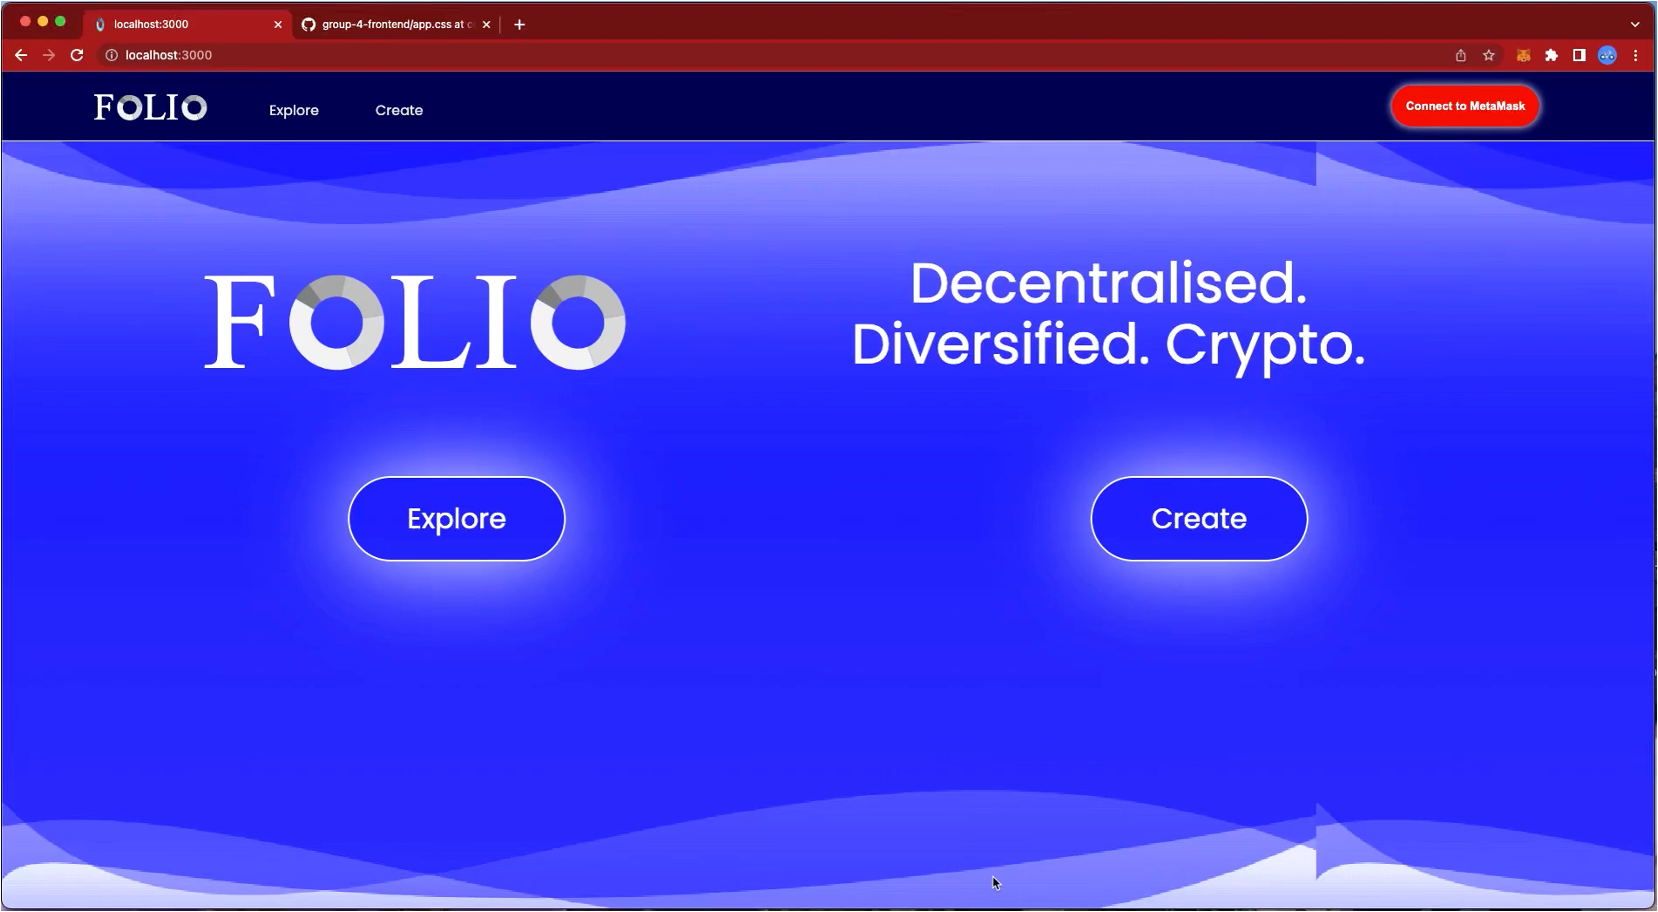 localhost:3000
group-4-frontend/app.css at c
localhost:3000
FOLIO
Explore
Create
Connect to MetaMask
FOLIO
Decentralised.
Diversified. Crypto.
Explore
Create